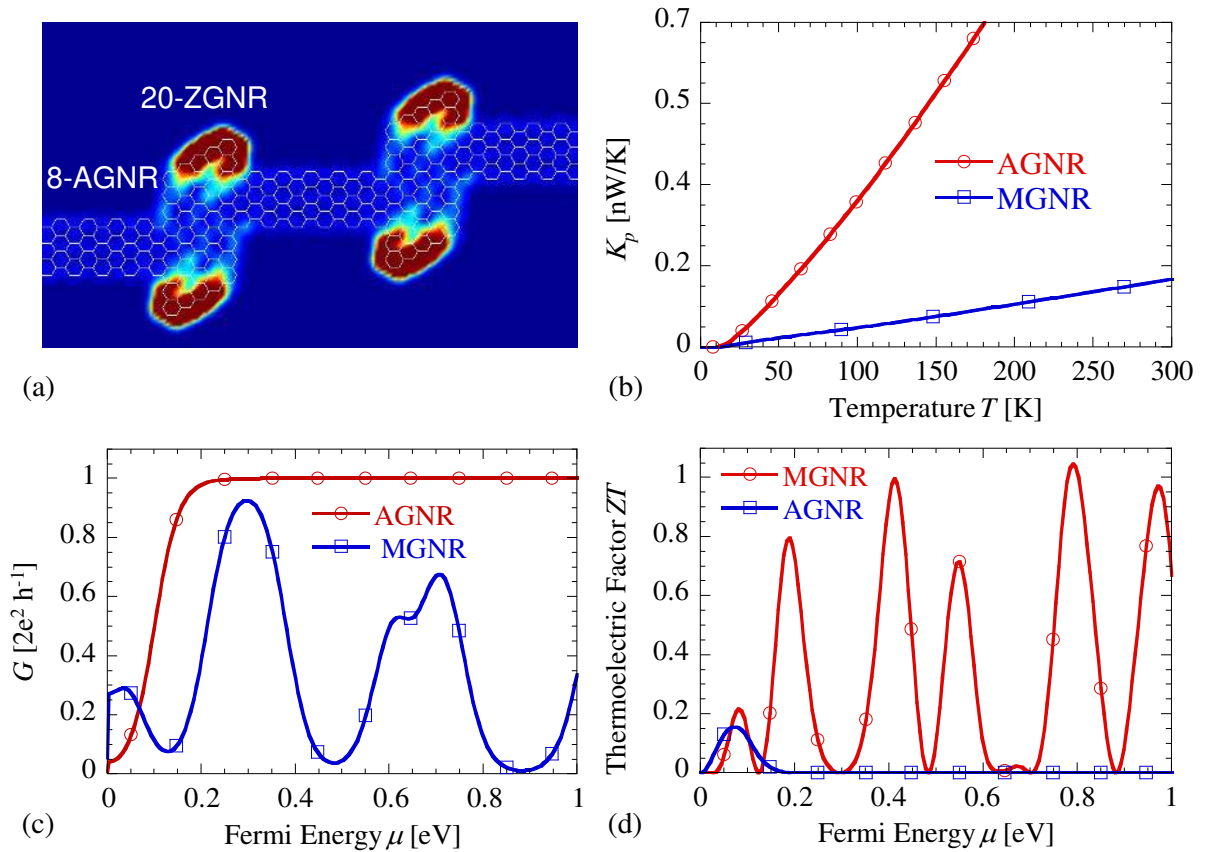 20-ZGNR
8-AGNR
(a)
0.7
0.5
0.4
0.2
0
K_p [nW/K]
AGNR
MGNR
0 50 100 150 200 250 300
Temperature T [K]
(b)
1
0.8
0.6
0.4
0.2
0
G [2e² h⁻¹]
AGNR
MGNR
0 0.2 0.4 0.6 0.8 1
Fermi Energy μ [eV]
(c)
1
0.8
0.6
0.4
0.2
0
Thermoelectric Factor ZT
MGNR
AGNR
0 0.2 0.4 0.6 0.8 1
Fermi Energy μ [eV]
(d)